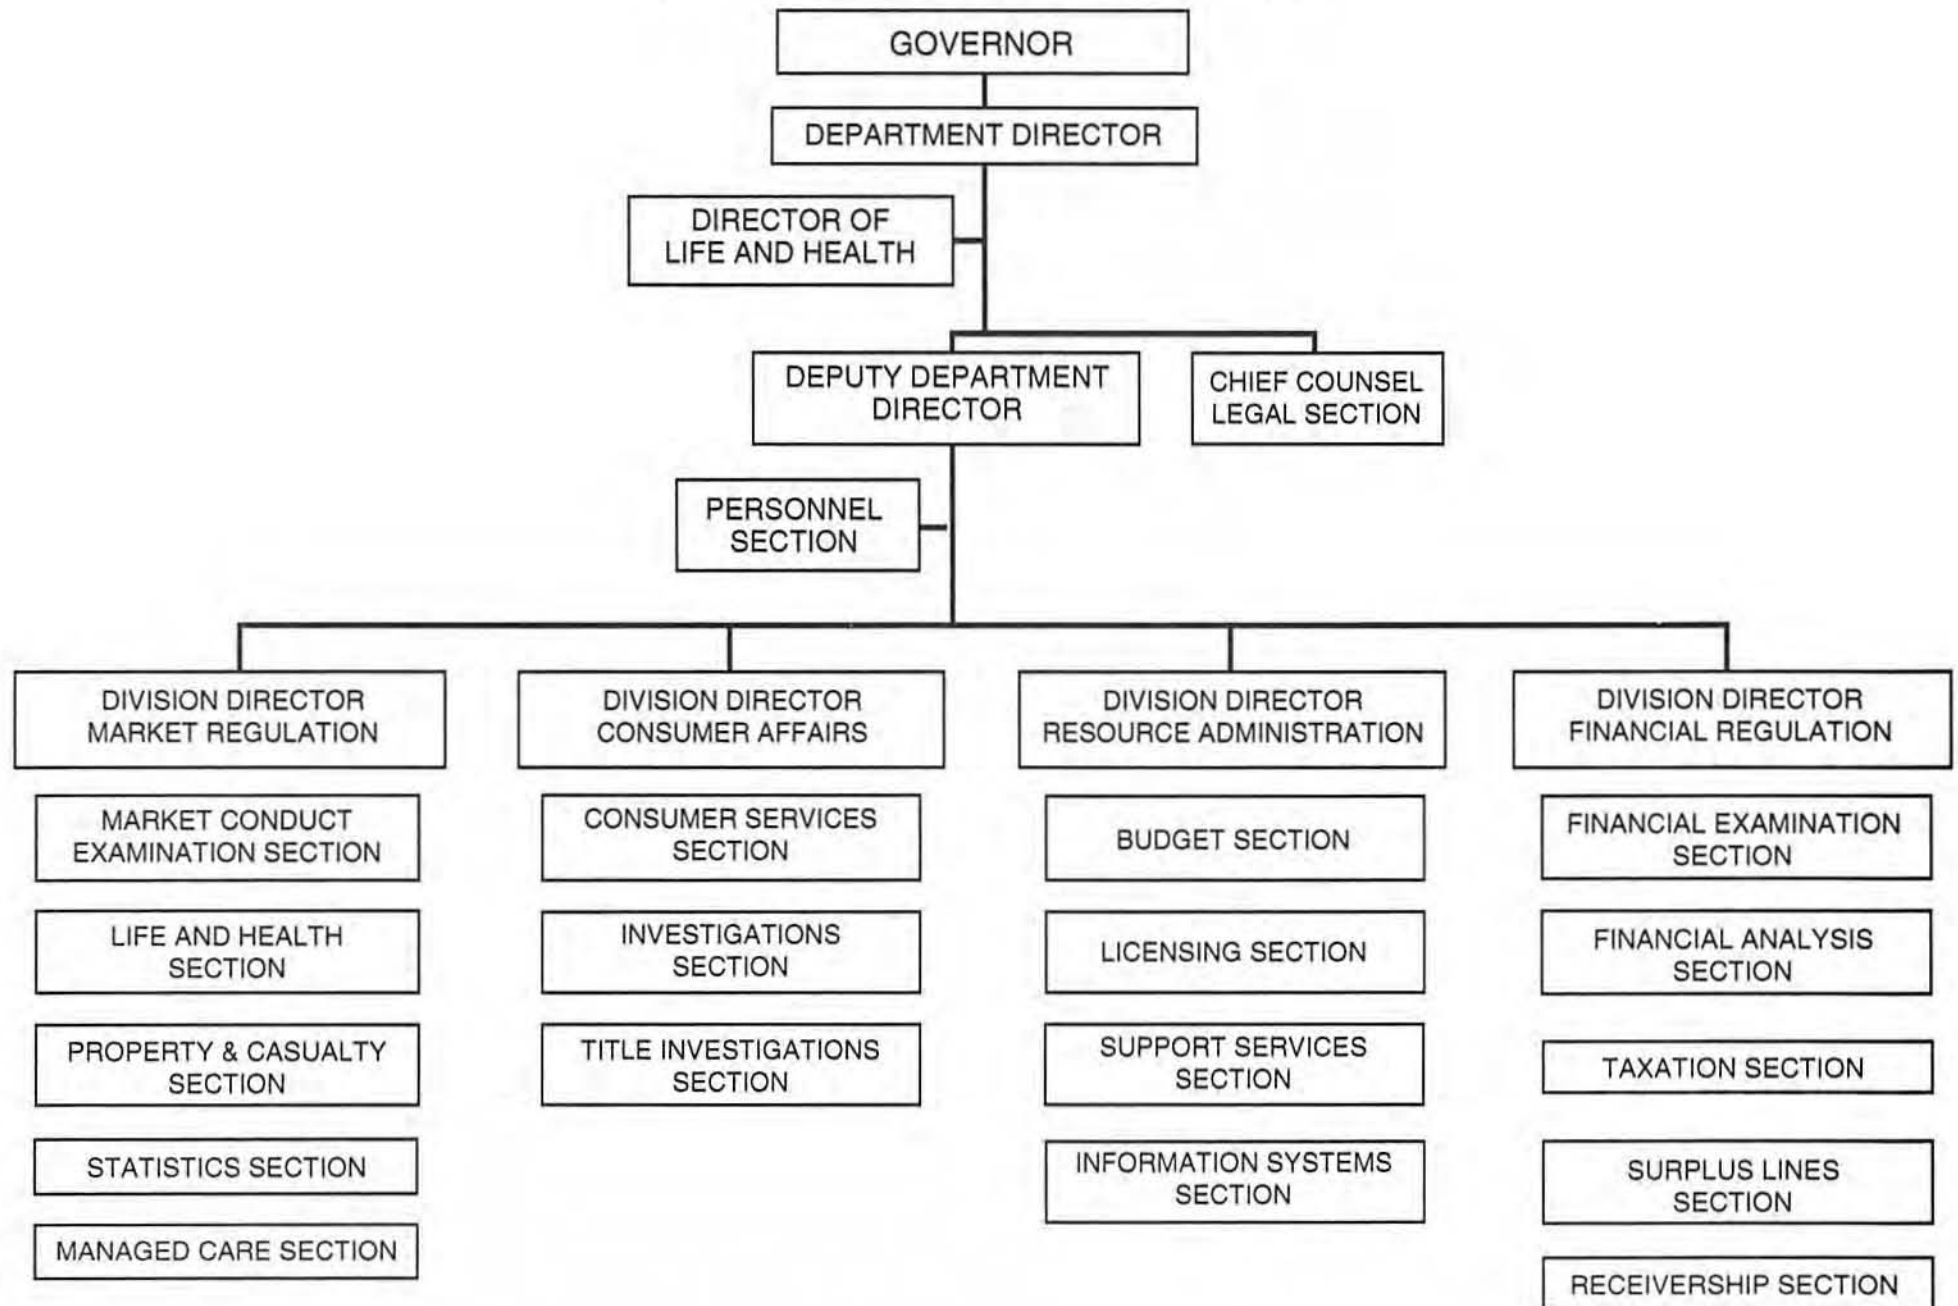 GOVERNOR
DEPARTMENT DIRECTOR
DIRECTOR OF
LIFE AND HEALTH
DEPUTY DEPARTMENT
DIRECTOR
CHIEF COUNSEL
LEGAL SECTION
PERSONNEL
SECTION
DIVISION DIRECTOR
MARKET REGULATION
MARKET CONDUCT
EXAMINATION SECTION
LIFE AND HEALTH
SECTION
PROPERTY & CASUALTY
SECTION
STATISTICS SECTION
MANAGED CARE SECTION
DIVISION DIRECTOR
CONSUMER AFFAIRS
CONSUMER SERVICES
SECTION
INVESTIGATIONS
SECTION
TITLE INVESTIGATIONS
SECTION
DIVISION DIRECTOR
RESOURCE ADMINISTRATION
BUDGET SECTION
LICENSING SECTION
SUPPORT SERVICES
SECTION
INFORMATION SYSTEMS
SECTION
DIVISION DIRECTOR
FINANCIAL REGULATION
FINANCIAL EXAMINATION
SECTION
FINANCIAL ANALYSIS
SECTION
TAXATION SECTION
SURPLUS LINES
SECTION
RECEIVERSHIP SECTION